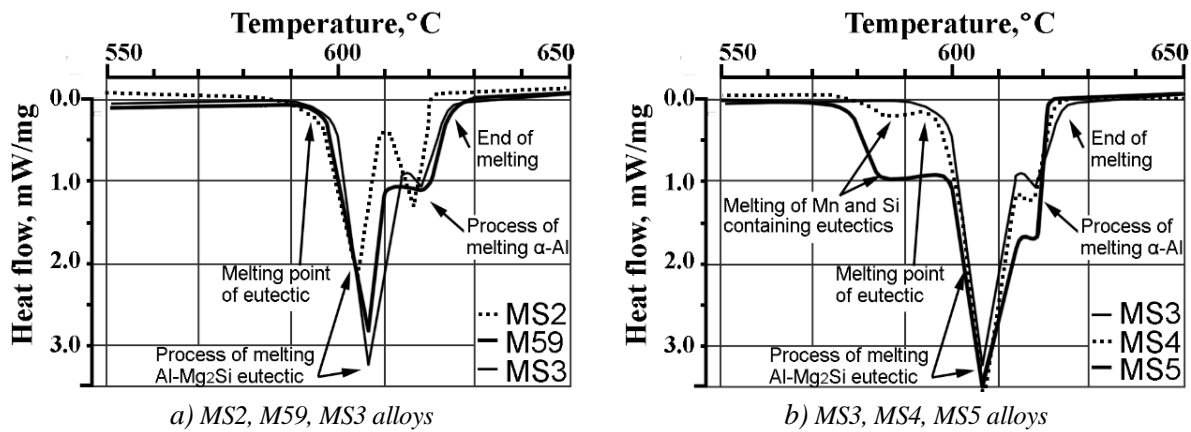 Temperature,°C
550 600 650
Heat flow, mW/mg
0.0
1.0
2.0
3.0
End of
melting
Process of
melting α-Al
Melting point
of eutectic
Process of melting
Al-Mg₂Si eutectic
MS2
M59
MS3
a) MS2, M59, MS3 alloys
Temperature,°C
550 600 650
Heat flow, mW/mg
0.0
1.0
2.0
3.0
End of
melting
Melting of Mn and Si
containing eutectics
Process of
melting α-Al
Melting point
of eutectic
Process of melting
Al-Mg₂Si eutectic
MS3
MS4
MS5
b) MS3, MS4, MS5 alloys